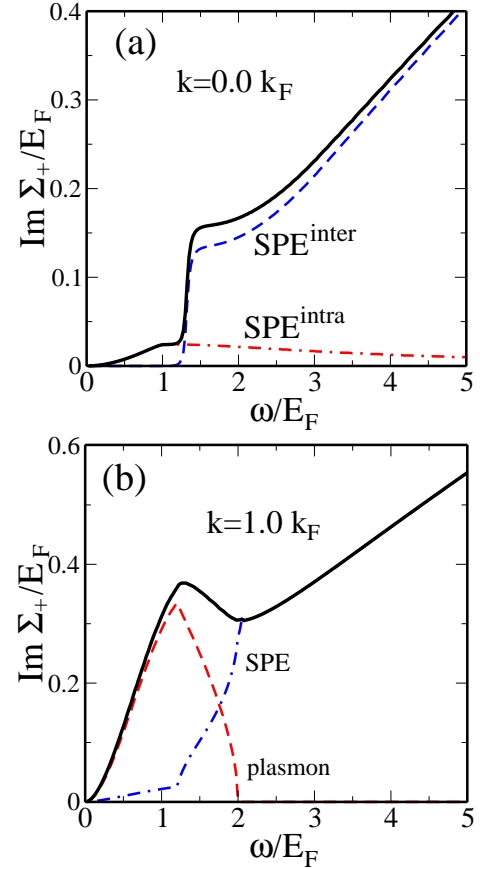 (a)
k=0.0 k_F
Im Σ_+/E_F
0.4
0.3
0.2
0.1
0
SPE^inter
SPE^intra
0 1 2 3 4 5
ω/E_F
(b)
k=1.0 k_F
Im Σ_+/E_F
0.6
0.4
0.2
0
SPE
plasmon
0 1 2 3 4 5
ω/E_F